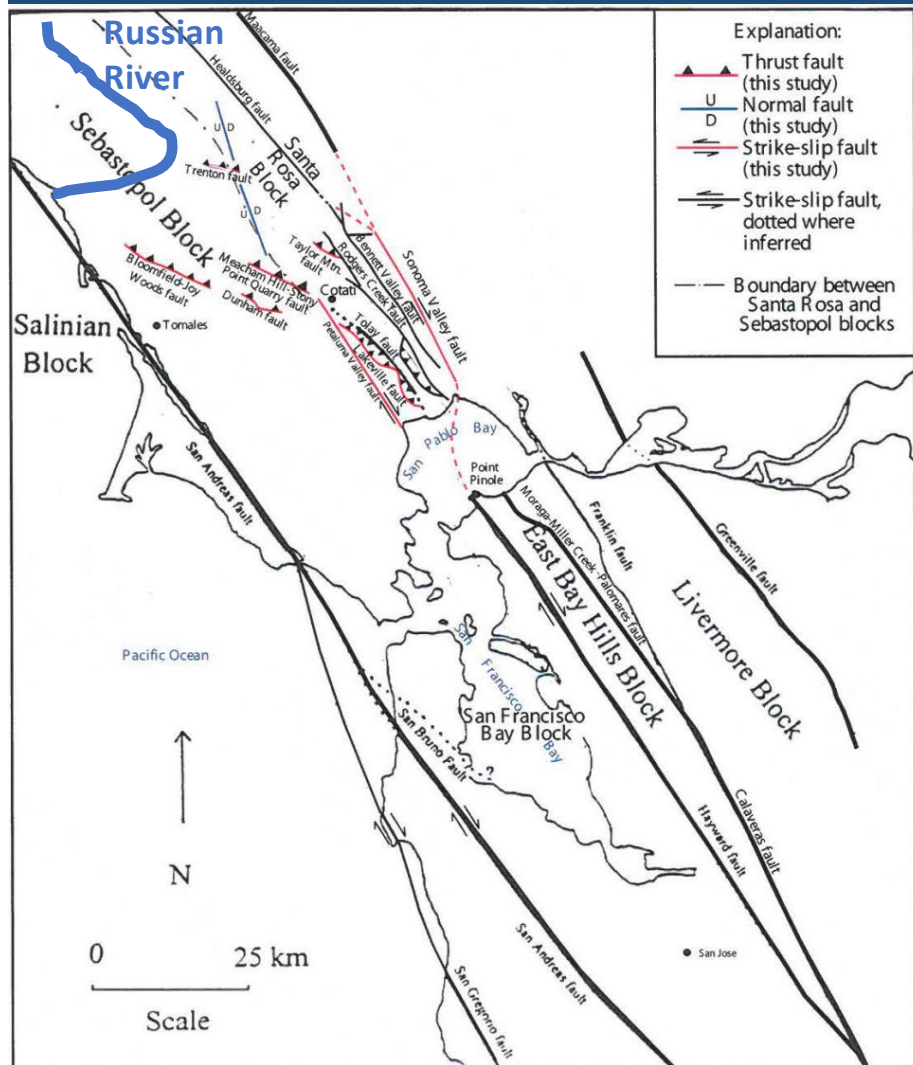 Russian
River
Maacama fault
Healdsburg fault
Santa
Rosa
Block
Sebastopol Block
U
D
Trenton fault
U
D
Bloomfield-Joy
Woods fault
Meacham Hill-Stony
Point Quarry fault
Dunham fault
Taylor Mtn.
fault
Bennett Valley fault
Rodgers Creek fault
Sonoma Valley fault
Cotati
Tolay fault
Lakeville fault
Petaluma Valley fault
Tomales
Salinian
Block
San Andreas fault
San Pablo Bay
Point
Pinole
Moraga-Miller Creek-Palomares fault
Franklin fault
Greenville fault
East Bay Hills Block
Livermore Block
Pacific Ocean
San Francisco Bay
San Francisco
Bay Block
San Bruno Fault
?
Hayward fault
Calaveras fault
San Andreas fault
San Gregorio fault
San Jose
N
0 25 km
Scale
Explanation:
Thrust fault
(this study)
U
D
Normal fault
(this study)
Strike-slip fault
(this study)
Strike-slip fault,
dotted where
inferred
Boundary between
Santa Rosa and
Sebastopol blocks